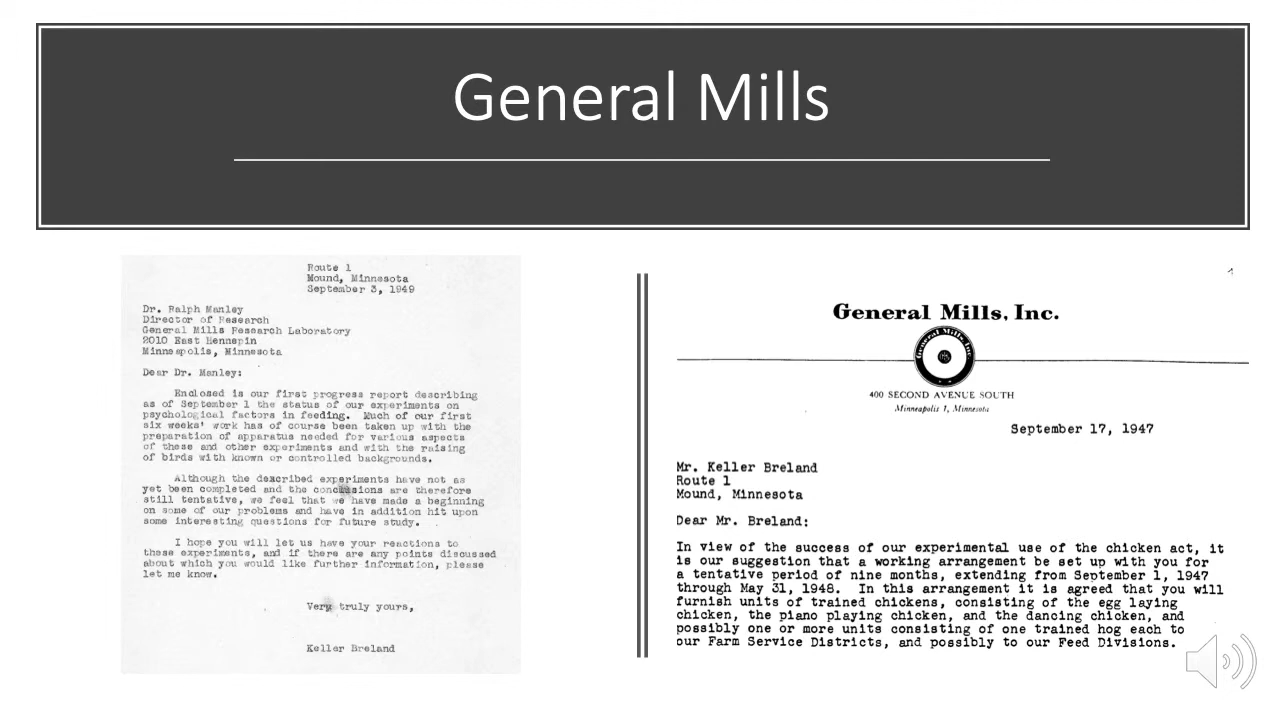 General Mills
Route 1
Mound, Minnesota
September 3, 1949
Dr. Ralph Manley
Director of Research
General Mills Research Laboratory
2010 East Hennepin
Minneapolis, Minnesota
Dear Dr. Manley:
Enclosed is our first progress report describing
as of September 1 the status of our experiments on
psychological factors in feeding. Much of our first
six weeks' work has of course been taken up with the
preparation of apparatus needed for various aspects
of these and other experiments and with the raising
of birds with known or controlled backgrounds.
Although the described experiments have not as
yet been completed and the conclusions are therefore
still tentative, we feel that we have made a beginning
on some of our problems and have in addition hit upon
some interesting questions for future study.
I hope you will let us have your reactions to
these experiments, and if there are any points discussed
about which you would like further information, please
let me know.
Very truly yours,
Keller Breland
General Mills, Inc.
General Mills, Inc.
400 SECOND AVENUE SOUTH
Minneapolis 1, Minnesota
September 17, 1947
Mr. Keller Breland
Route 1
Mound, Minnesota
Dear Mr. Breland:
In view of the success of our experimental use of the chicken act, it
is our suggestion that a working arrangement be set up with you for
a tentative period of nine months, extending from September 1, 1947
through May 31, 1948. In this arrangement it is agreed that you will
furnish units of trained chickens, consisting of the egg laying
chicken, the piano playing chicken, and the dancing chicken, and
possibly one or more units consisting of one trained hog each to
our Farm Service Districts, and possibly to our Feed Divisions.